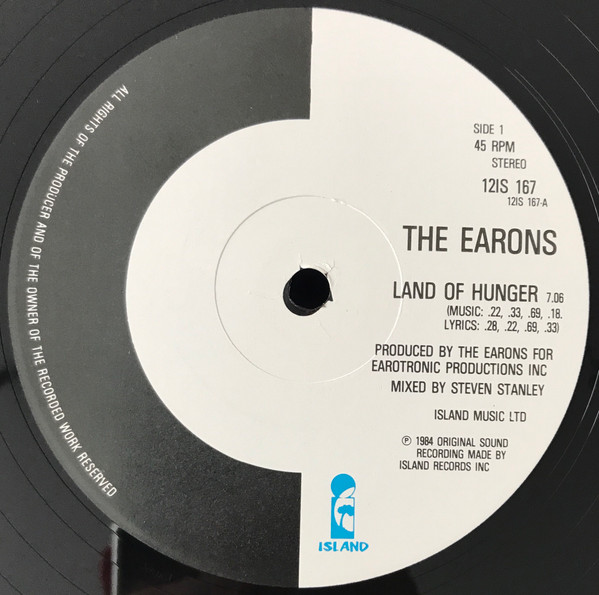 SIDE 1
45 RPM
STEREO
12IS 167
12IS 167-A
THE EARONS
LAND OF HUNGER 7.06
(MUSIC: .22, .33, .69, .18.
LYRICS: .28, .22, .69, .33)
PRODUCED BY THE EARONS FOR
EAROTRONIC PRODUCTIONS INC
MIXED BY STEVEN STANLEY
ISLAND MUSIC LTD
℗ 1984 ORIGINAL SOUND
RECORDING MADE BY
ISLAND RECORDS INC
ISLAND
ALL RIGHTS OF THE PRODUCER AND OF THE OWNER OF THE RECORDED WORK RESERVED